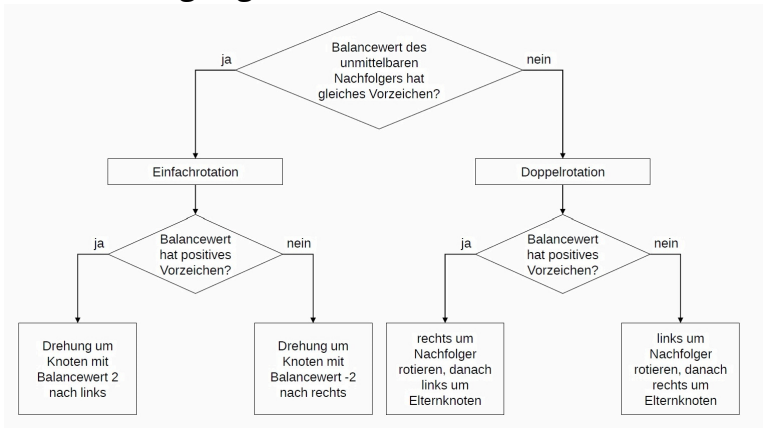 Balancewert des
unmittelbaren
Nachfolgers hat
gleiches Vorzeichen?
ja
nein
Einfachrotation
Doppelrotation
ja
Balancewert
hat positives
Vorzeichen?
nein
ja
Balancewert
hat positives
Vorzeichen?
nein
Drehung um
Knoten mit
Balancewert 2
nach links
Drehung um
Knoten mit
Balancewert -2
nach rechts
rechts um
Nachfolger
rotieren, danach
links um
Elternknoten
links um
Nachfolger
rotieren, danach
rechts um
Elternknoten